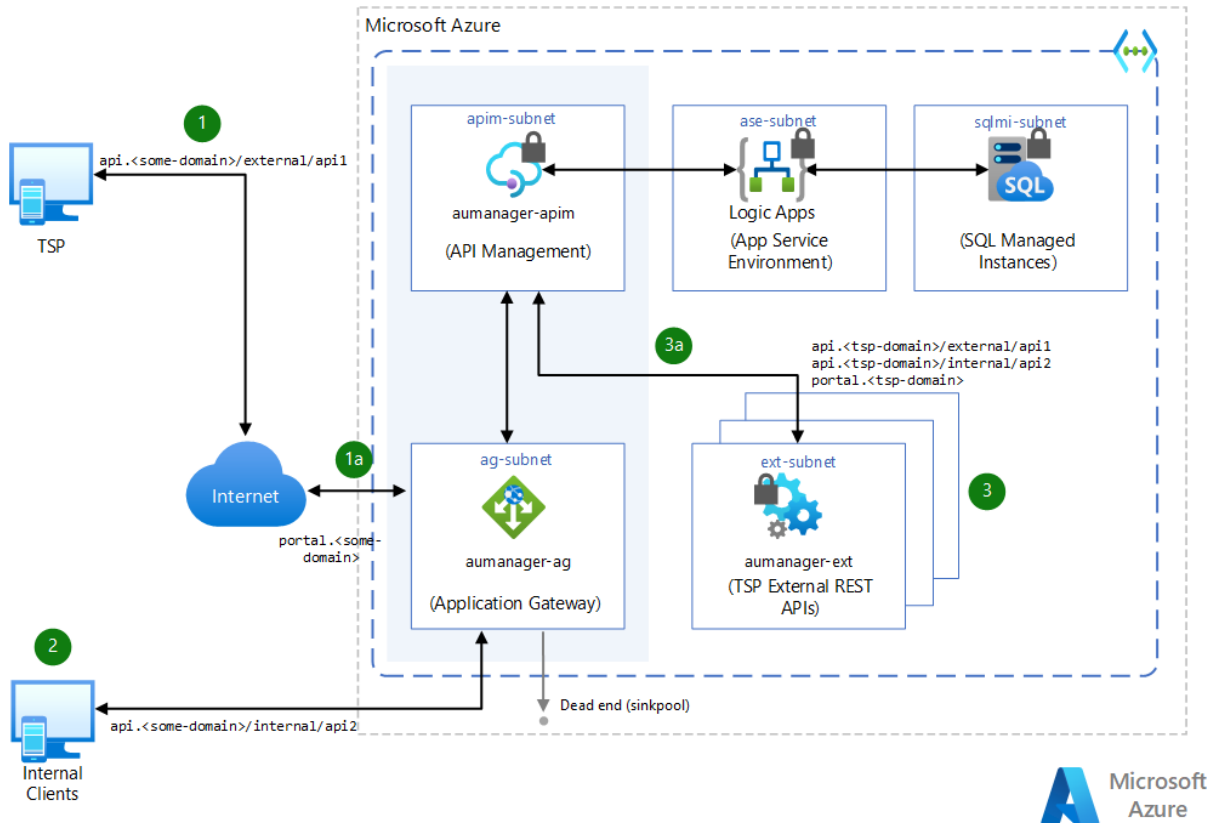 Microsoft Azure
1
api.<some-domain>/external/api1
TSP
apim-subnet
aumanager-apim
(API Management)
ase-subnet
Logic Apps
(App Service
Environment)
sqlmi-subnet
SQL
(SQL Managed
Instances)
3a
api.<tsp-domain>/external/api1
api.<tsp-domain>/internal/api2
portal.<tsp-domain>
Internet
1a
portal.<some-
domain>
ag-subnet
aumanager-ag
(Application Gateway)
ext-subnet
aumanager-ext
(TSP External REST
APIs)
3
2
api.<some-domain>/internal/api2
Internal
Clients
Dead end (sinkpool)
Microsoft
Azure